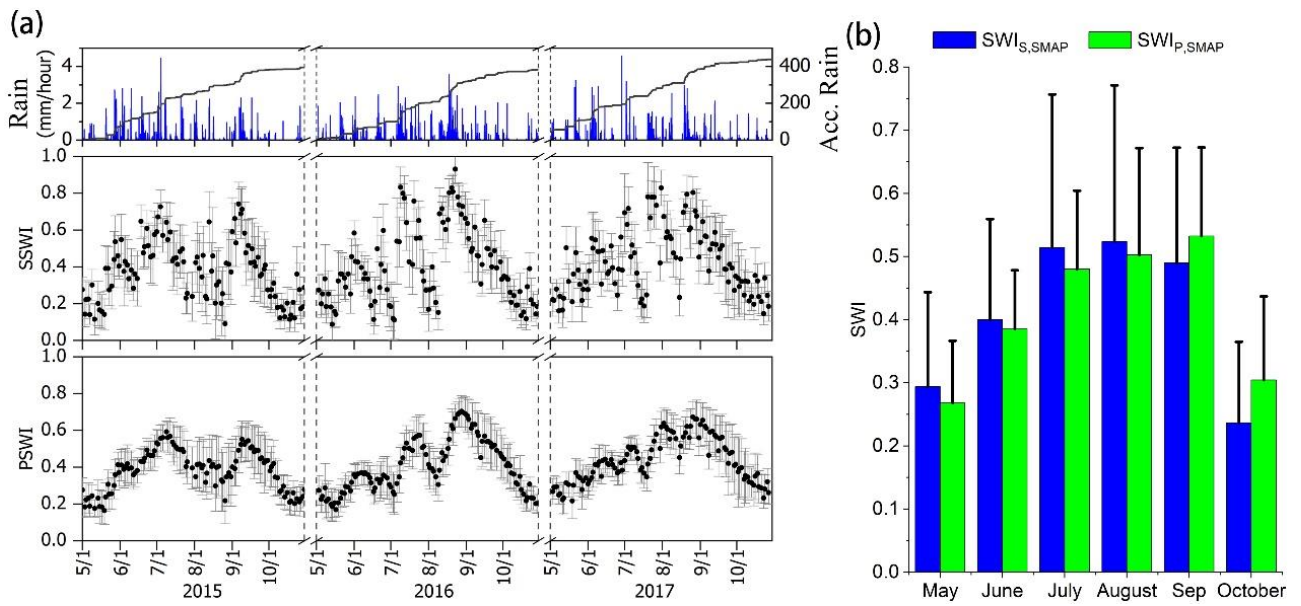 (a)
Rain
(mm/hour)
4
2
0
400
200
0
Acc. Rain
SSWI
1.0
0.8
0.6
0.4
0.2
0.0
PSWI
1.0
0.8
0.6
0.4
0.2
0.0
5/1 6/1 7/1 8/1 9/1 10/1 5/1 6/1 7/1 8/1 9/1 10/1 5/1 6/1 7/1 8/1 9/1 10/1
2015 2016 2017
(b)
SWI_S,SMAP SWI_P,SMAP
SWI
0.8
0.7
0.6
0.5
0.4
0.3
0.2
0.1
0.0
May June July August Sep October